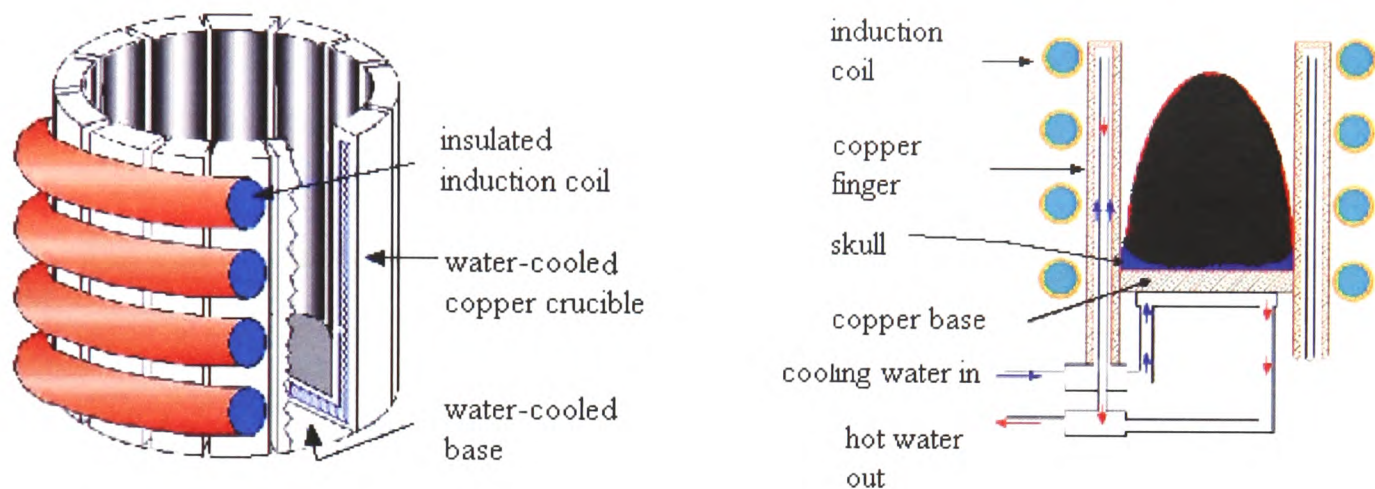 insulated
induction coil
water-cooled
copper crucible
water-cooled
base
induction
coil
copper
finger
skull
copper base
cooling water in
hot water
out